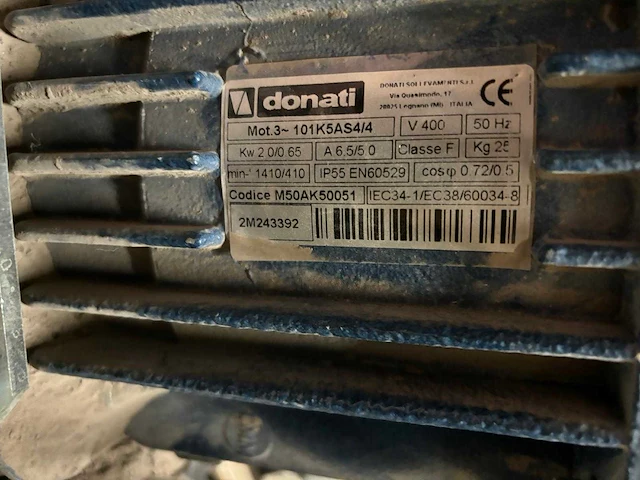 donati
DONATI SOLLEVAMENTI S.r.l.
Via Quasimodo, 17
20025 Legnano (MI) ITALIA
CE
Mot.3~ 101K5AS4/4
V 400
50 Hz
Kw 2.0/0.65
A 6.5/5.0
Classe F
Kg 25
min-¹ 1410/410
IP55 EN60529
cosφ 0.72/0.5
Codice M50AK50051
IEC34-1/EC38/60034-8
2M243392